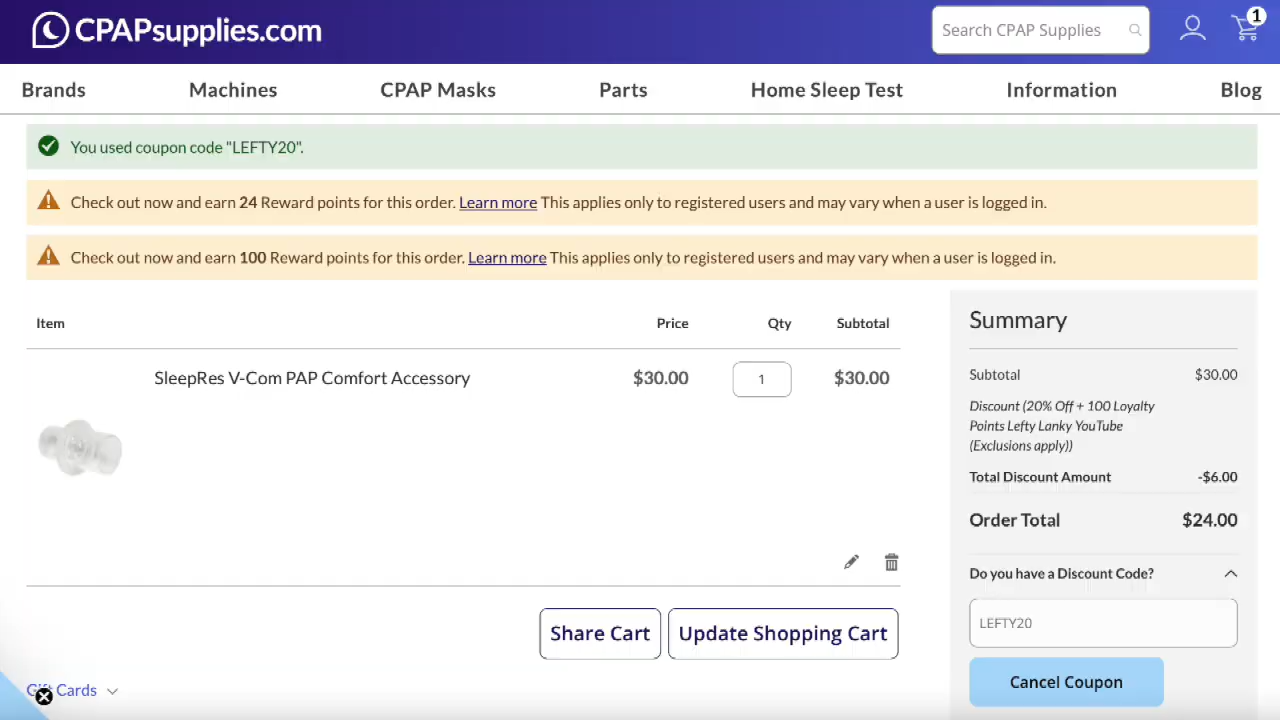 CPAPsupplies.com
Search CPAP Supplies
1
Brands Machines CPAP Masks Parts Home Sleep Test Information Blog
You used coupon code "LEFTY20".
Check out now and earn 24 Reward points for this order. Learn more This applies only to registered users and may vary when a user is logged in.
Check out now and earn 100 Reward points for this order. Learn more This applies only to registered users and may vary when a user is logged in.
Item Price Qty Subtotal
SleepRes V-Com PAP Comfort Accessory $30.00 1 $30.00
Share Cart Update Shopping Cart
Gift Cards
Summary
Subtotal $30.00
Discount (20% Off + 100 Loyalty
Points Lefty Lanky YouTube
(Exclusions apply))
Total Discount Amount -$6.00
Order Total $24.00
Do you have a Discount Code?
LEFTY20
Cancel Coupon